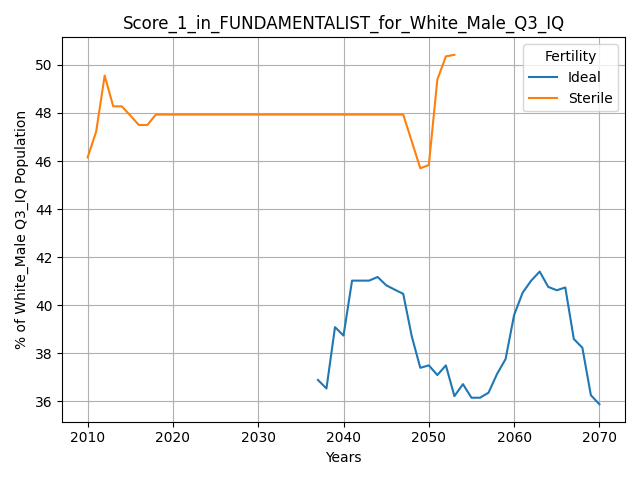 Score_1_in_FUNDAMENTALIST_for_White_Male_Q3_IQ
% of White_Male Q3_IQ Population
50
48
46
44
42
40
38
36
Fertility
Ideal
Sterile
2010 2020 2030 2040 2050 2060 2070
Years